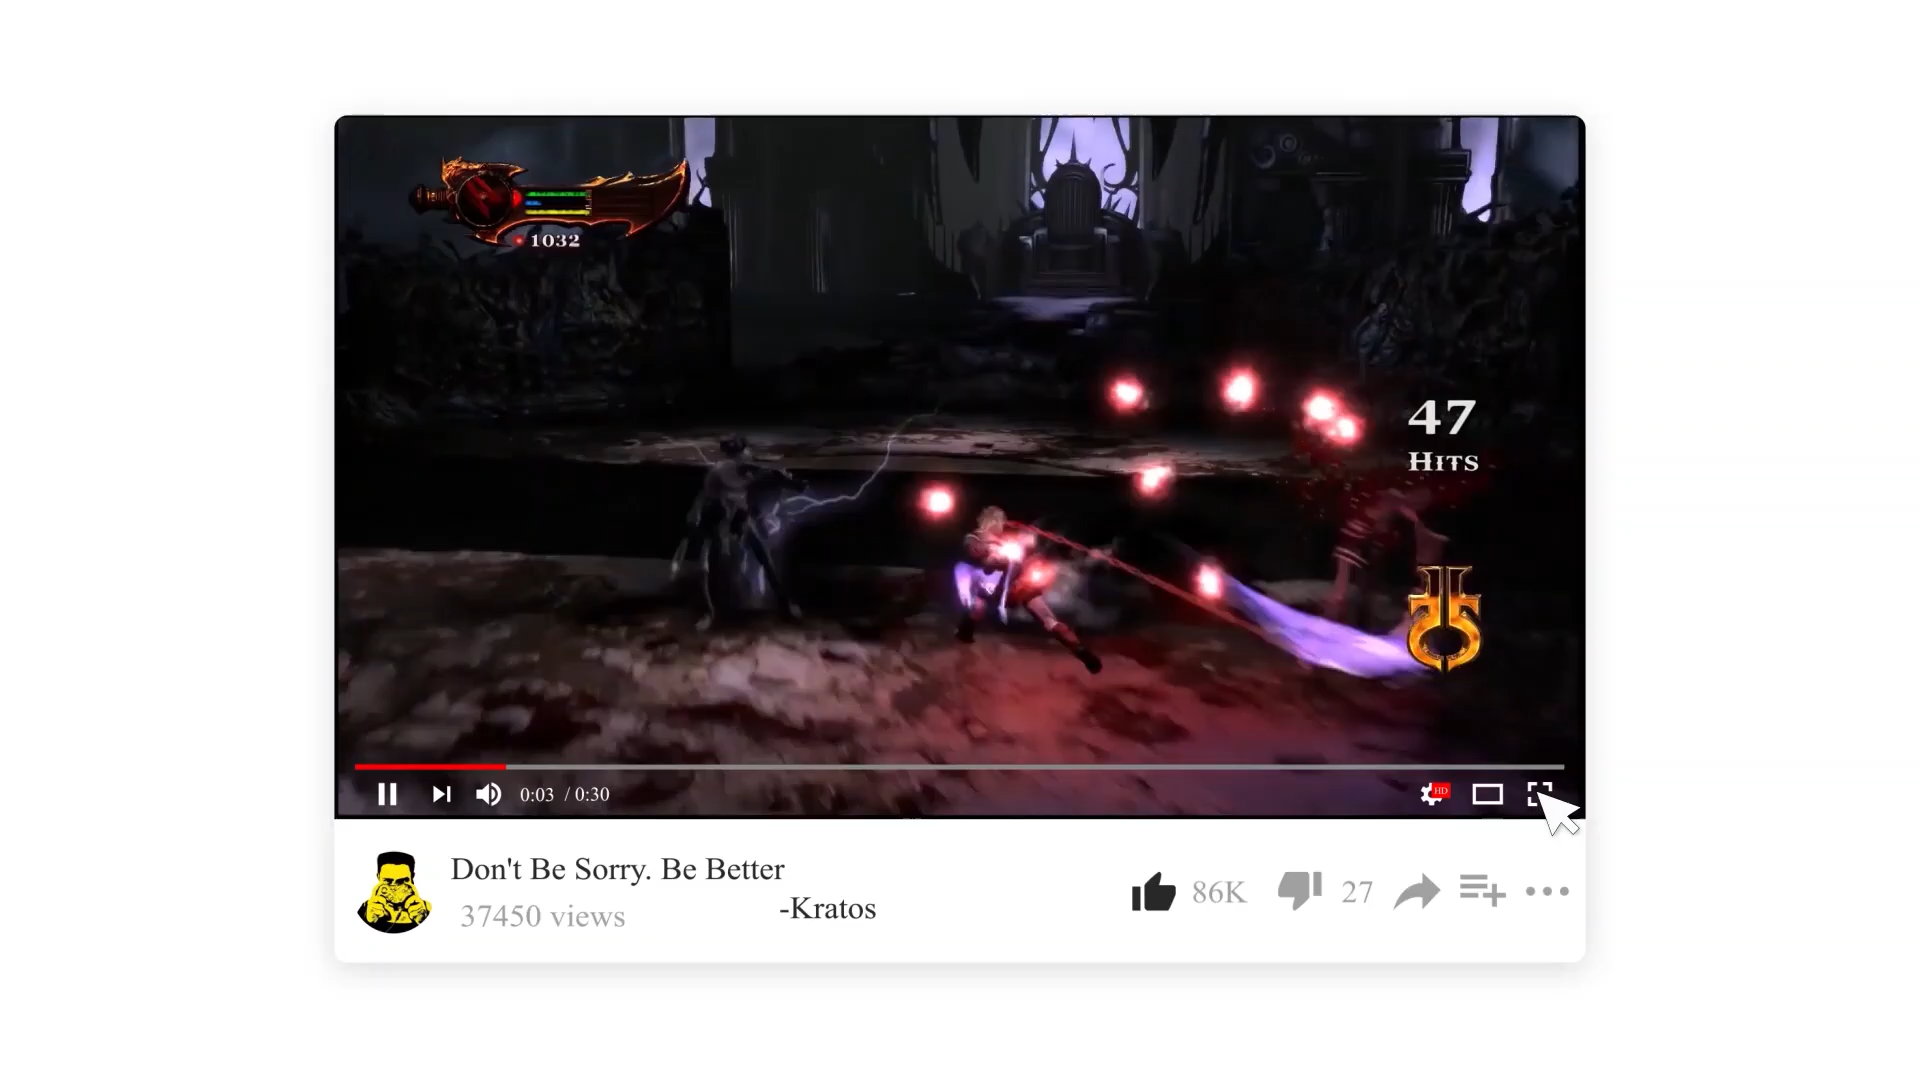 1032
47
HITS
0:03 / 0:30
HD
Don't Be Sorry. Be Better
-Kratos
37450 views
86K
27